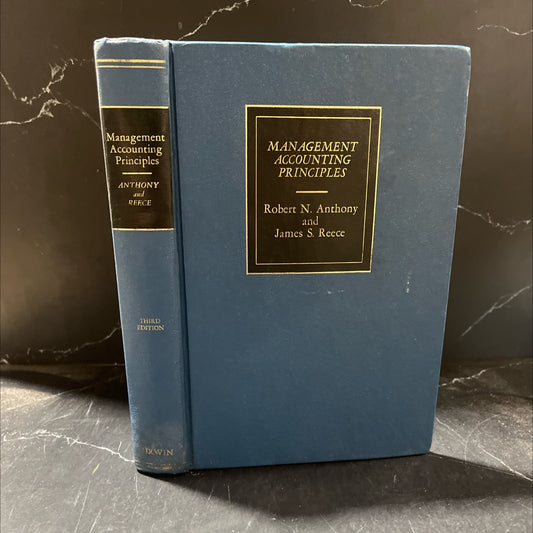 Management
Accounting
Principles
ANTHONY
and
REECE
THIRD
EDITION
IRWIN
MANAGEMENT
ACCOUNTING
PRINCIPLES
Robert N. Anthony
and
James S. Reece